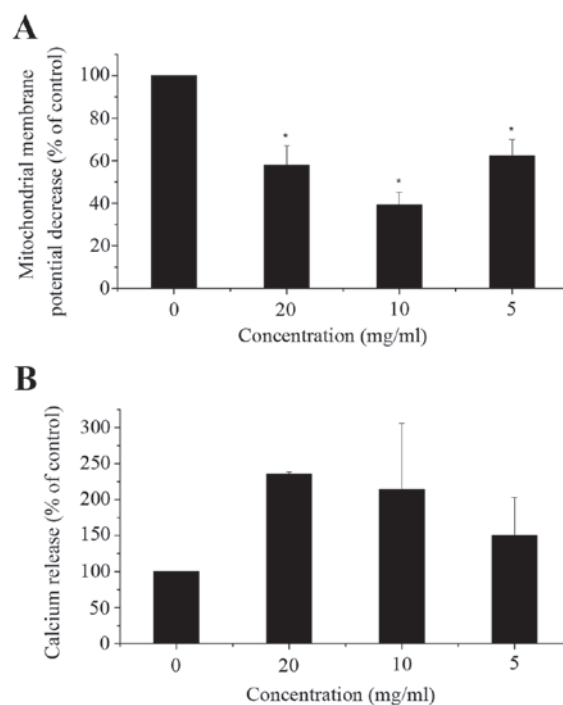 A
Mitochondrial membrane
potential decrease (% of control)
100
80
60
40
20
0
*
*
*
0 20 10 5
Concentration (mg/ml)
B
Calcium release (% of control)
300
250
200
150
100
50
0
0 20 10 5
Concentration (mg/ml)